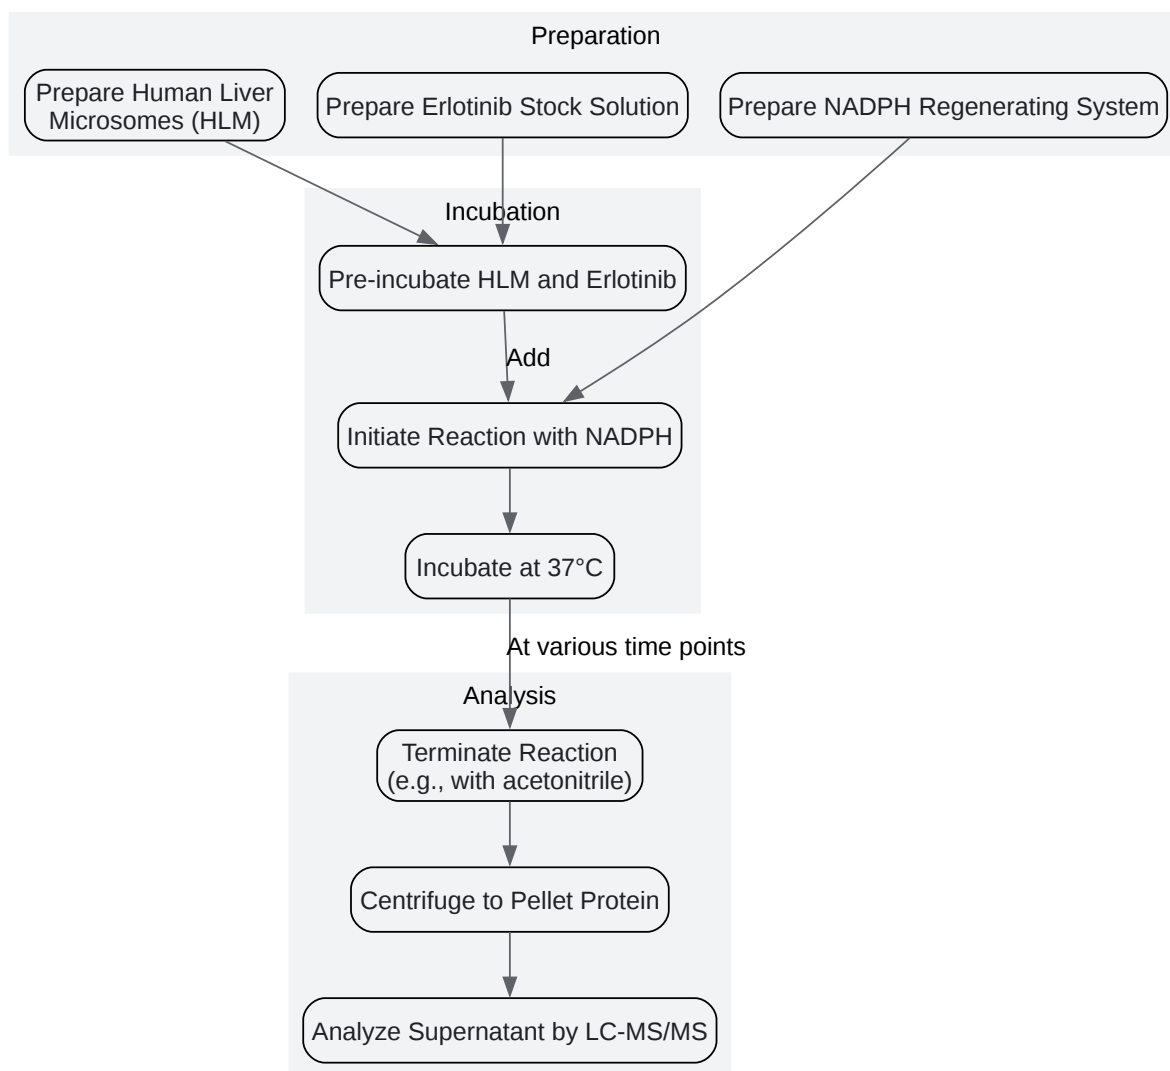 Preparation
Prepare Human Liver
Microsomes (HLM)
Prepare Erlotinib Stock Solution
Prepare NADPH Regenerating System
Incubation
Pre-incubate HLM and Erlotinib
Add
Initiate Reaction with NADPH
Incubate at 37°C
At various time points
Analysis
Terminate Reaction
(e.g., with acetonitrile)
Centrifuge to Pellet Protein
Analyze Supernatant by LC-MS/MS